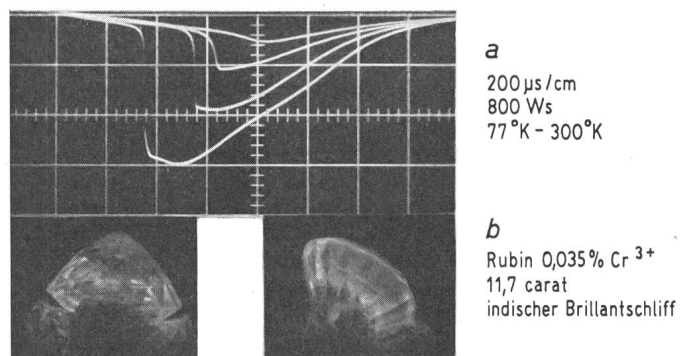 a
200 µs/cm
800 Ws
77°K – 300°K
b
Rubin 0,035% Cr 3+
11,7 carat
indischer Brillantschliff